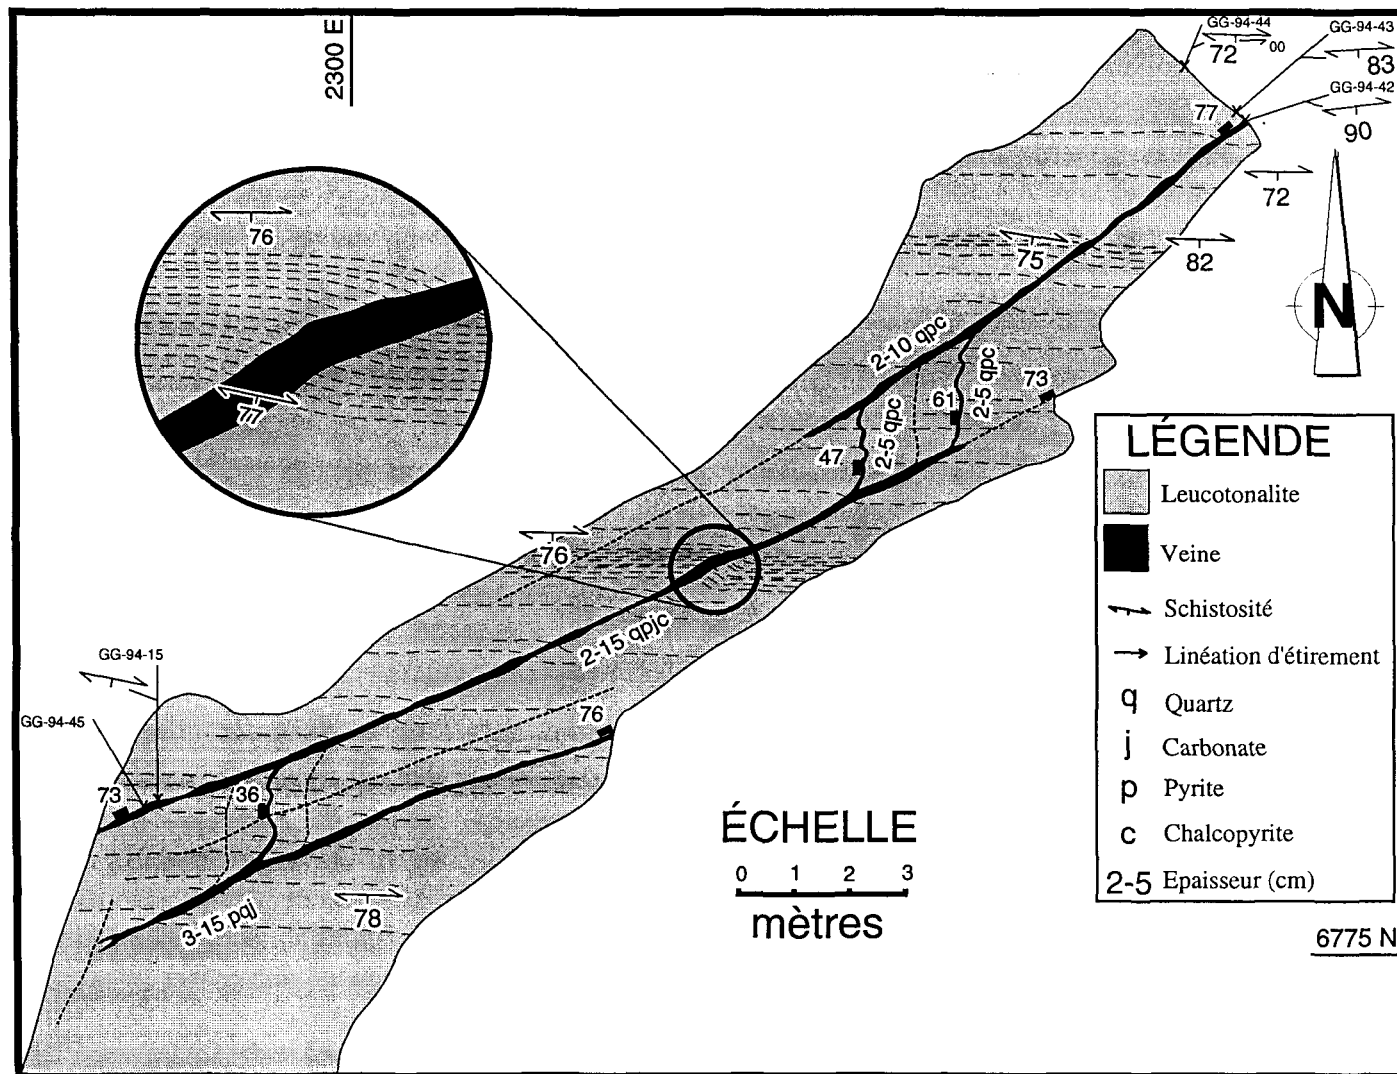 2300 E
GG-94-44
72
00
GG-94-43
83
GG-94-42
90
77
72
76
75
82
77
2-10 qpc
2-5 qpc
73
61
2-5 qpc
47
N
76
2-15 qpjc
GG-94-15
GG-94-45
76
73
36
3-15 pqj
78
ÉCHELLE
0 1 2 3
mètres
LÉGENDE
Leucotonalite
Veine
Schistosité
Linéation d'étirement
q Quartz
j Carbonate
p Pyrite
c Chalcopyrite
2-5 Epaisseur (cm)
6775 N